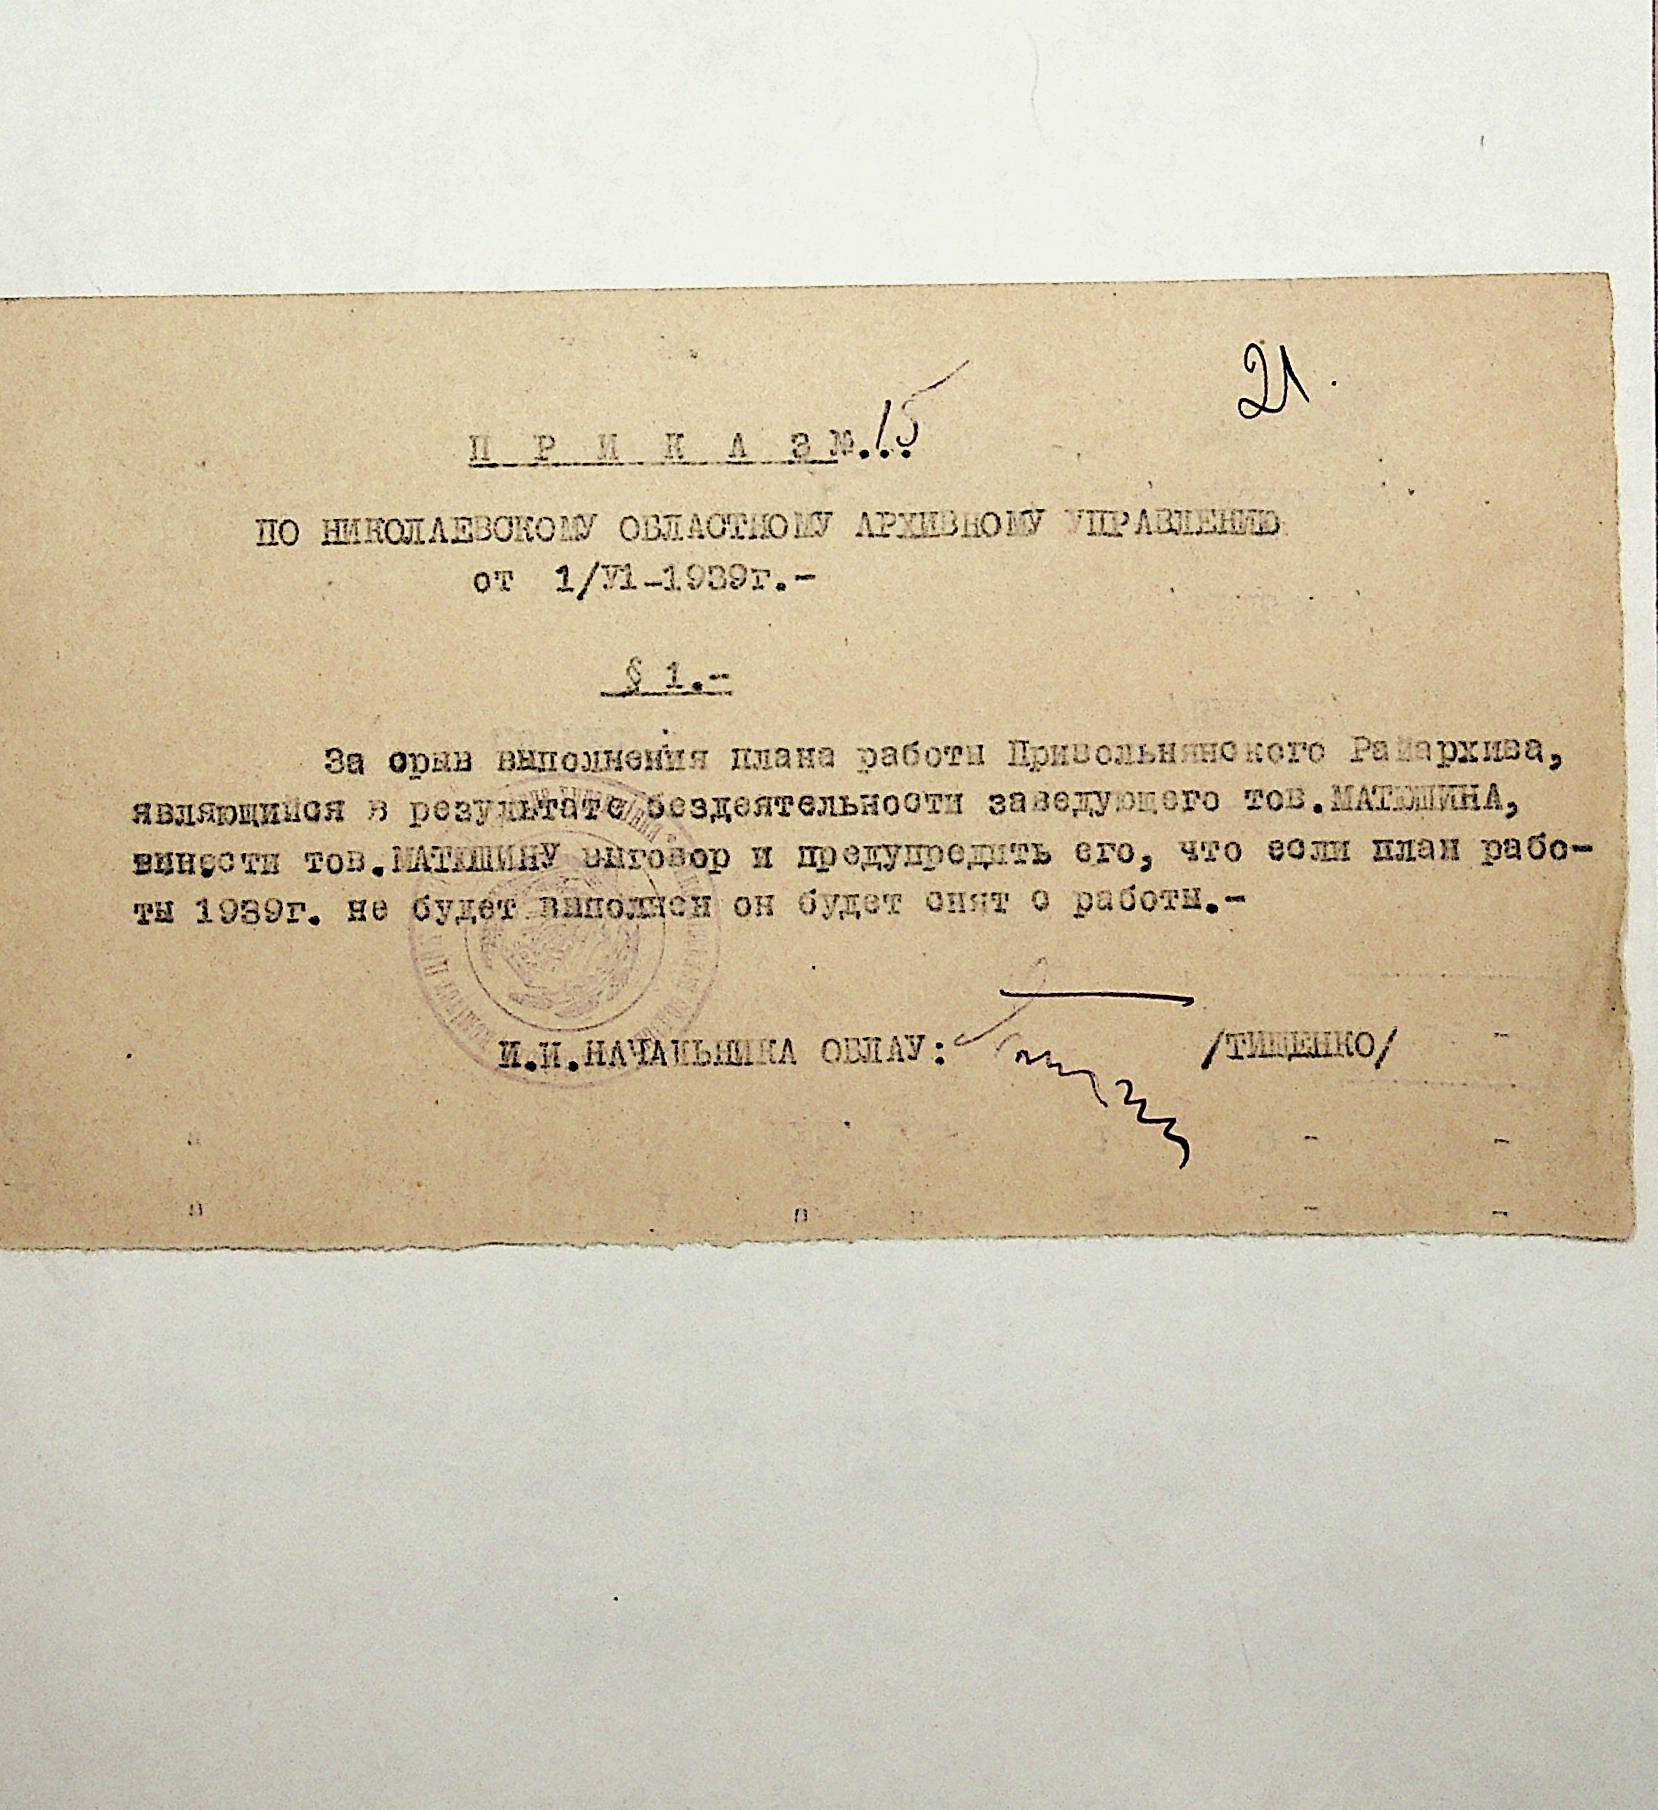 21.
П Р И К А З №...15
ПО НИКОЛАЕВСКОМУ ОБЛАСТНОМУ АРХИВНОМУ УПРАВЛЕНИЮ
от 1/У1-1939г.-
§ 1.-
За срыв выполнения плана работы Привольнянского Райархива,
являющийся в результате бездеятельности заведующего тов.МАТЮШИНА,
вынести тов.МАТЮШИНУ выговор и предупредить его, что если план рабо-
ты 1939г. не будет выполнен он будет снят с работы.-
И.И.НАЧАЛЬНИКА ОБЛАУ: /ТИЩЕНКО/